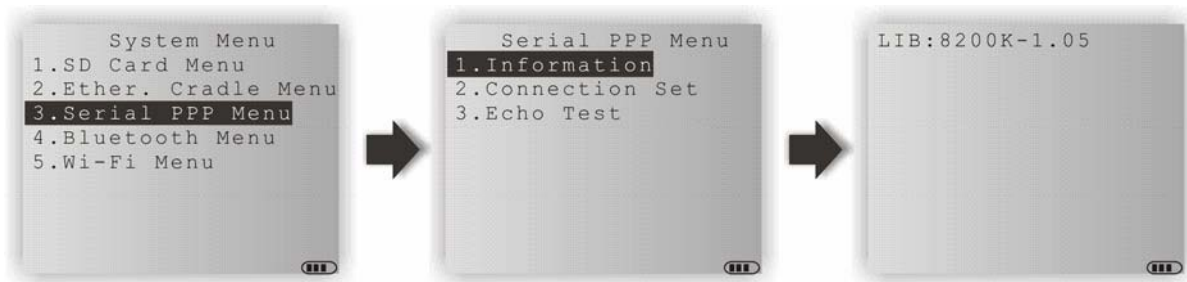 System Menu
1.SD Card Menu
2.Ether. Cradle Menu
3.Serial PPP Menu
4.Bluetooth Menu
5.Wi-Fi Menu
Serial PPP Menu
1.Information
2.Connection Set
3.Echo Test
LIB:8200K-1.05